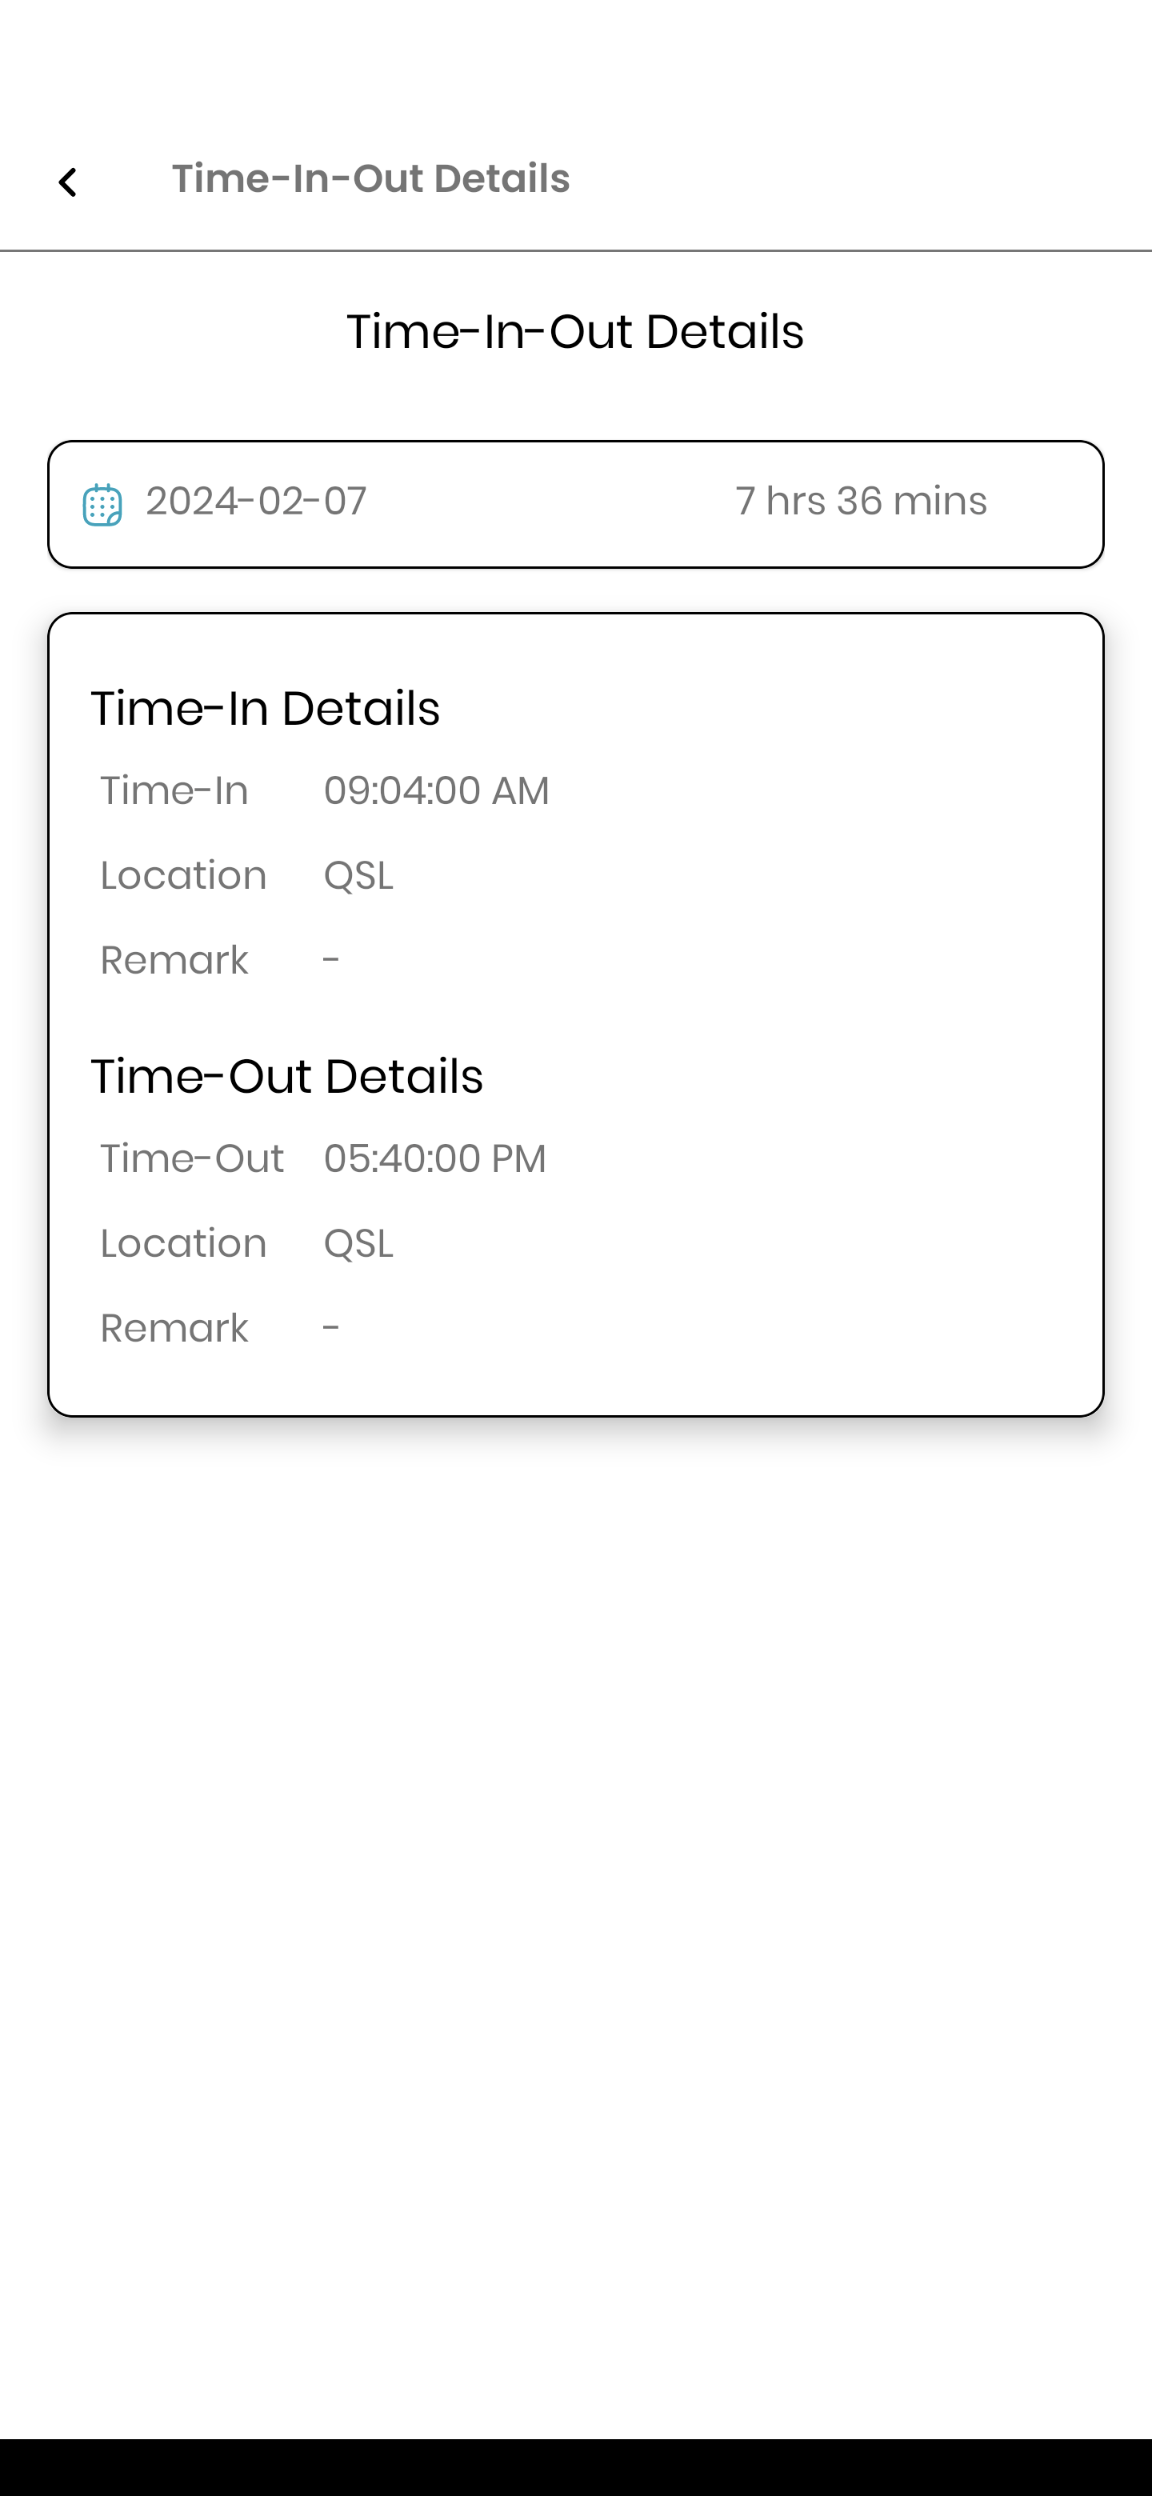 Time-In-Out Details
Time-In-Out Details
2024-02-07 7 hrs 36 mins
Time-In Details
Time-In 09:04:00 AM
Location QSL
Remark -
Time-Out Details
Time-Out 05:40:00 PM
Location QSL
Remark -